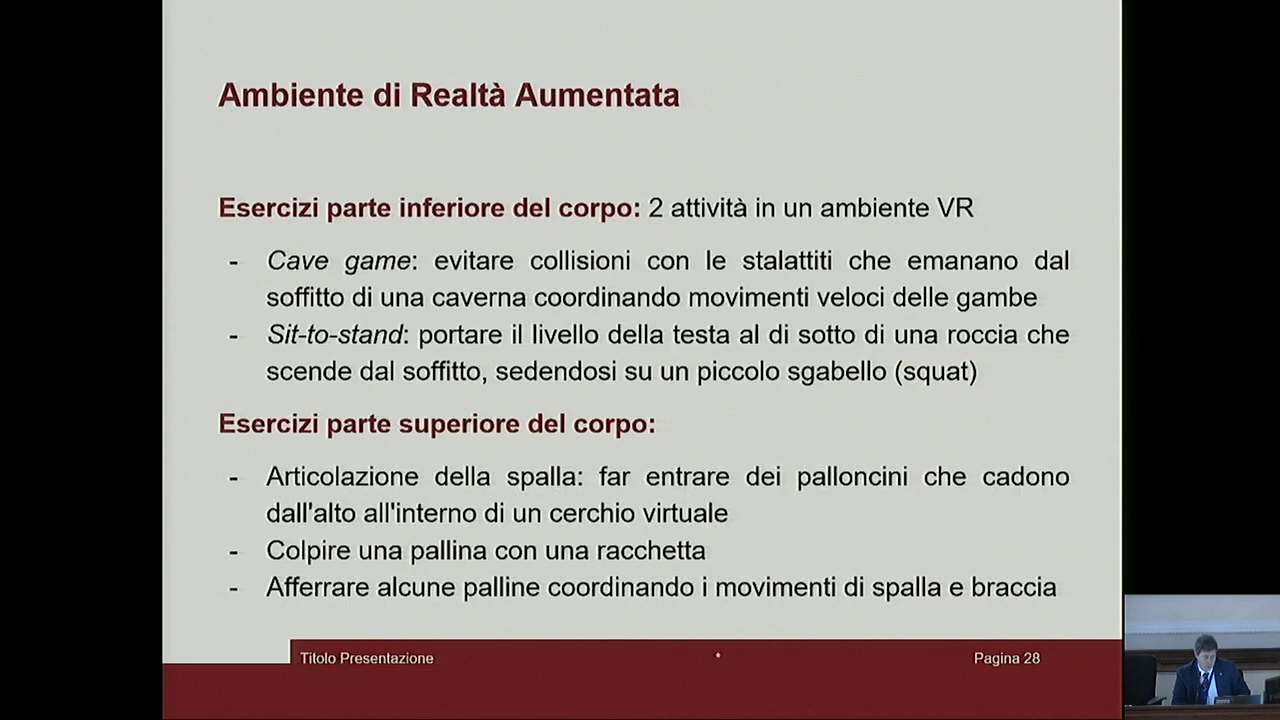 Ambiente di Realtà Aumentata
Esercizi parte inferiore del corpo: 2 attività in un ambiente VR
- Cave game: evitare collisioni con le stalattiti che emanano dal
soffitto di una caverna coordinando movimenti veloci delle gambe
- Sit-to-stand: portare il livello della testa al di sotto di una roccia che
scende dal soffitto, sedendosi su un piccolo sgabello (squat)
Esercizi parte superiore del corpo:
- Articolazione della spalla: far entrare dei palloncini che cadono
dall'alto all'interno di un cerchio virtuale
- Colpire una pallina con una racchetta
- Afferrare alcune palline coordinando i movimenti di spalla e braccia
Titolo Presentazione
*
Pagina 28